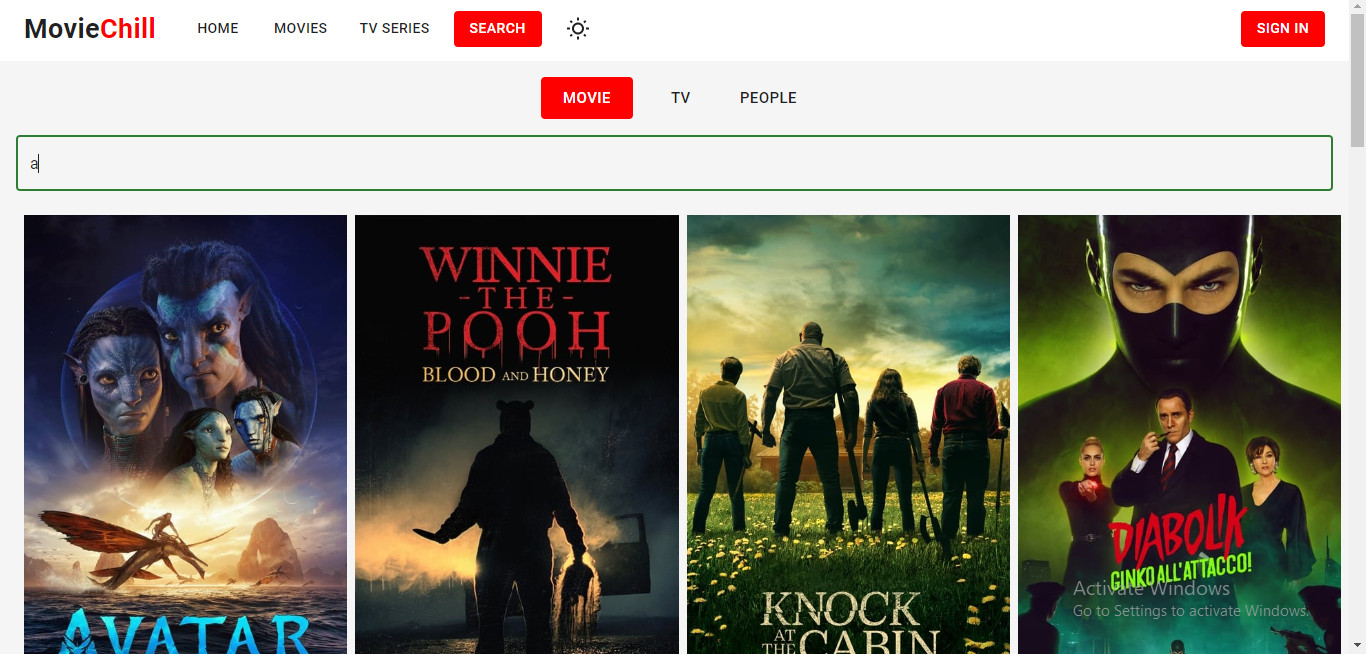 MovieChill HOME MOVIES TV SERIES SEARCH SIGN IN
MOVIE TV PEOPLE
a
WINNIE
-THE-
POOH
BLOOD AND HONEY
AVATAR
KNOCK
AT
THE CABIN
DIABOLIK
GINKO ALL'ATTACCO!
Activate Windows
Go to Settings to activate Windows.